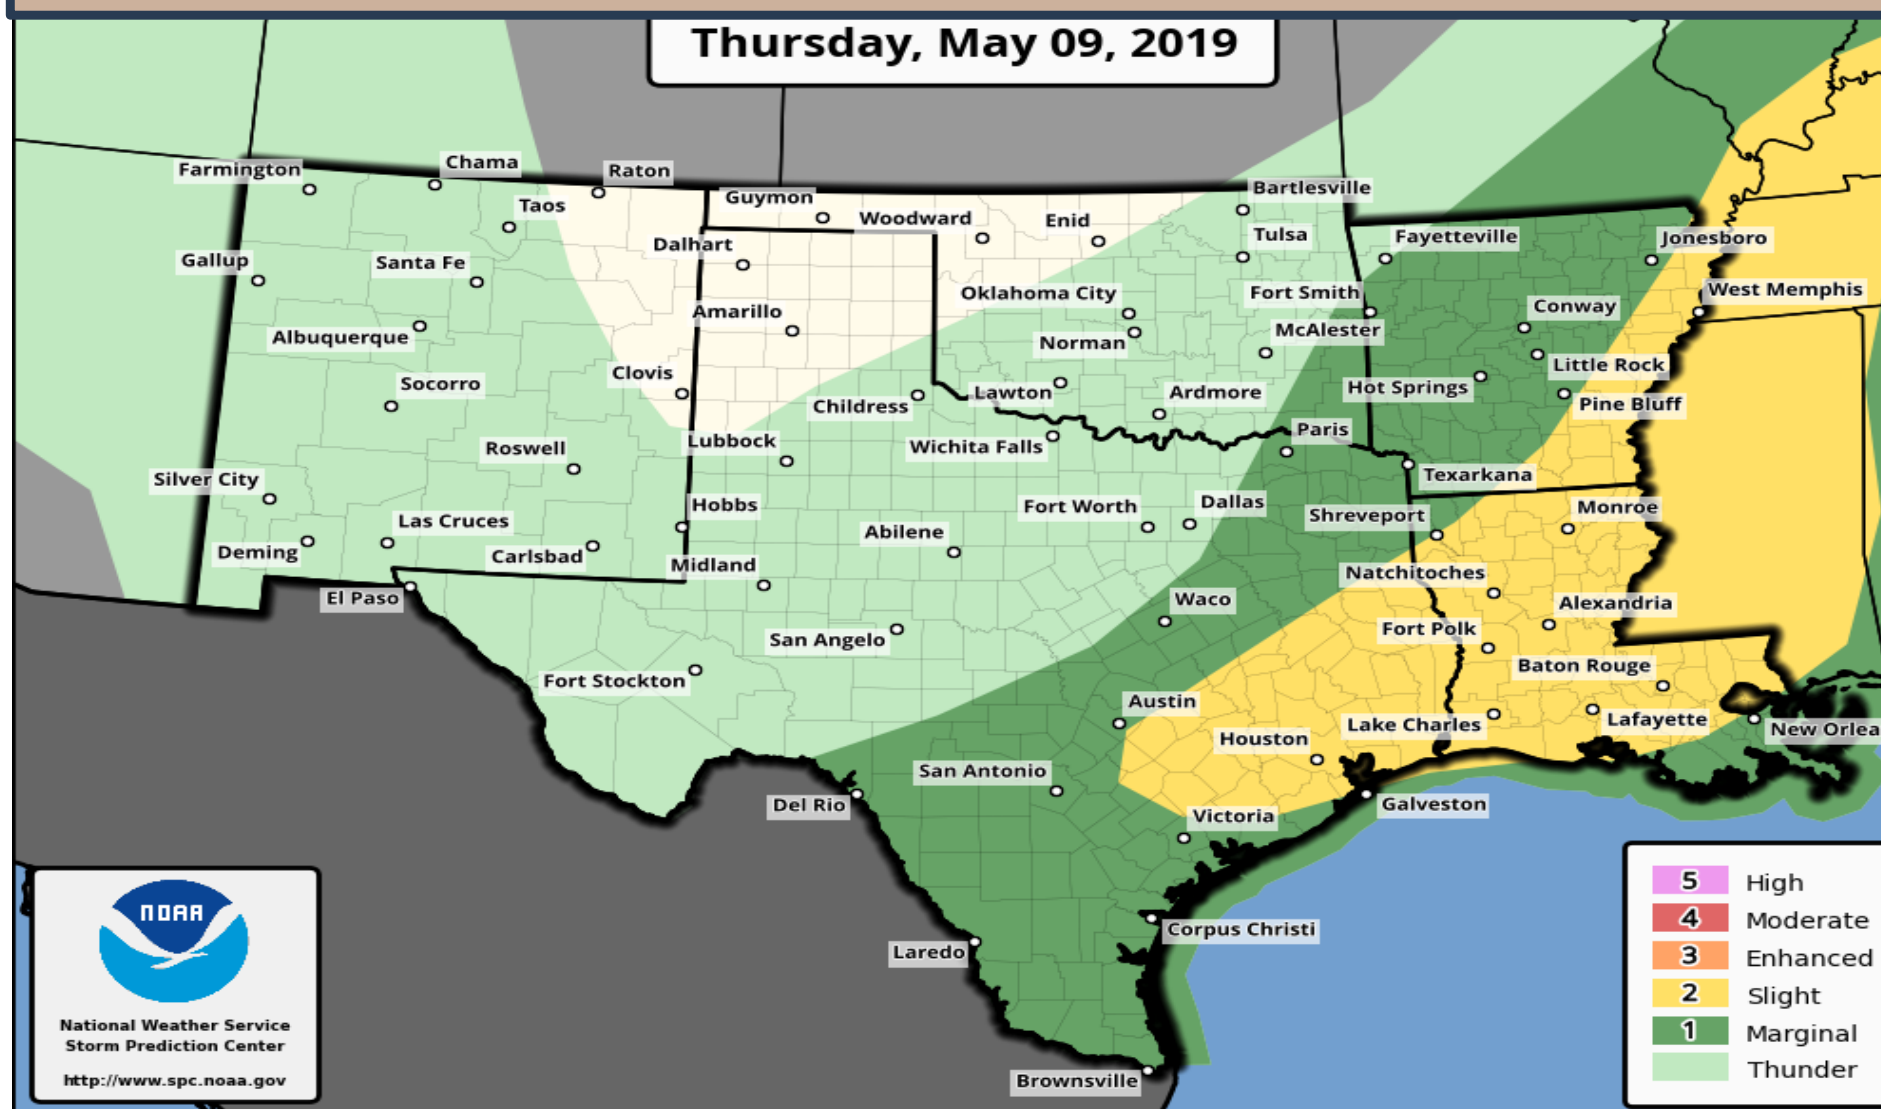 Thursday, May 09, 2019
Farmington
Chama
Raton
Taos
Guymon
Woodward
Enid
Bartlesville
Tulsa
Fayetteville
Jonesboro
Gallup
Santa Fe
Dalhart
Oklahoma City
Fort Smith
West Memphis
Albuquerque
Amarillo
Norman
McAlester
Conway
Socorro
Clovis
Childress
Lawton
Ardmore
Hot Springs
Little Rock
Pine Bluff
Roswell
Lubbock
Wichita Falls
Paris
Texarkana
Silver City
Las Cruces
Hobbs
Abilene
Fort Worth
Dallas
Shreveport
Monroe
Deming
Carlsbad
Midland
Natchitoches
El Paso
San Angelo
Waco
Fort Polk
Alexandria
Fort Stockton
Baton Rouge
Austin
Houston
Lake Charles
Lafayette
New Orlea
San Antonio
Del Rio
Victoria
Galveston
Laredo
Corpus Christi
Brownsville
NOAA
National Weather Service
Storm Prediction Center
http://www.spc.noaa.gov
5 High
4 Moderate
3 Enhanced
2 Slight
1 Marginal
Thunder